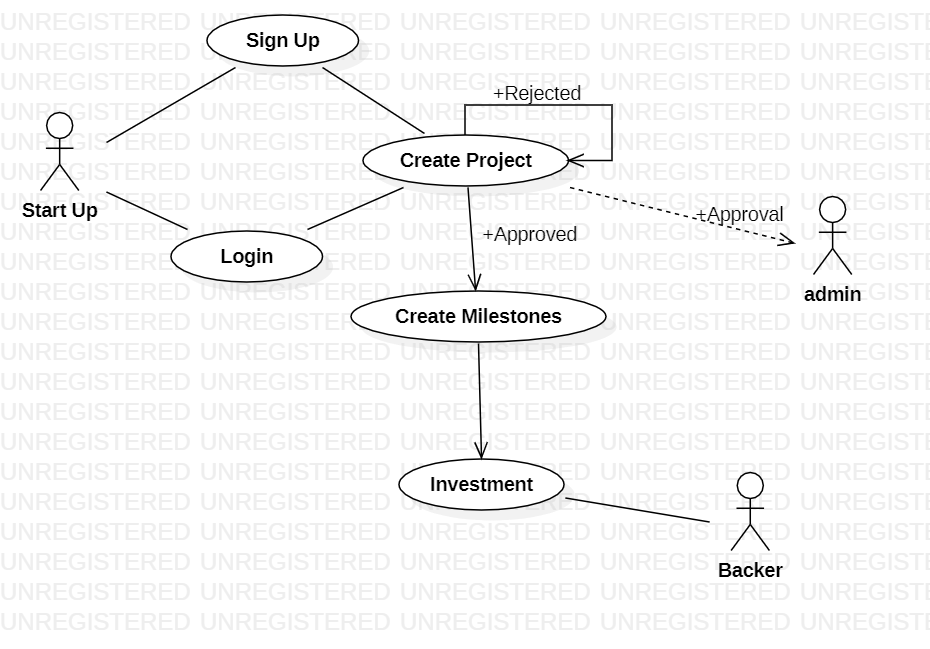 Sign Up
+Rejected
Create Project
Start Up
+Approval
+Approved
Login
admin
Create Milestones
Investment
Backer
UNREGISTERED